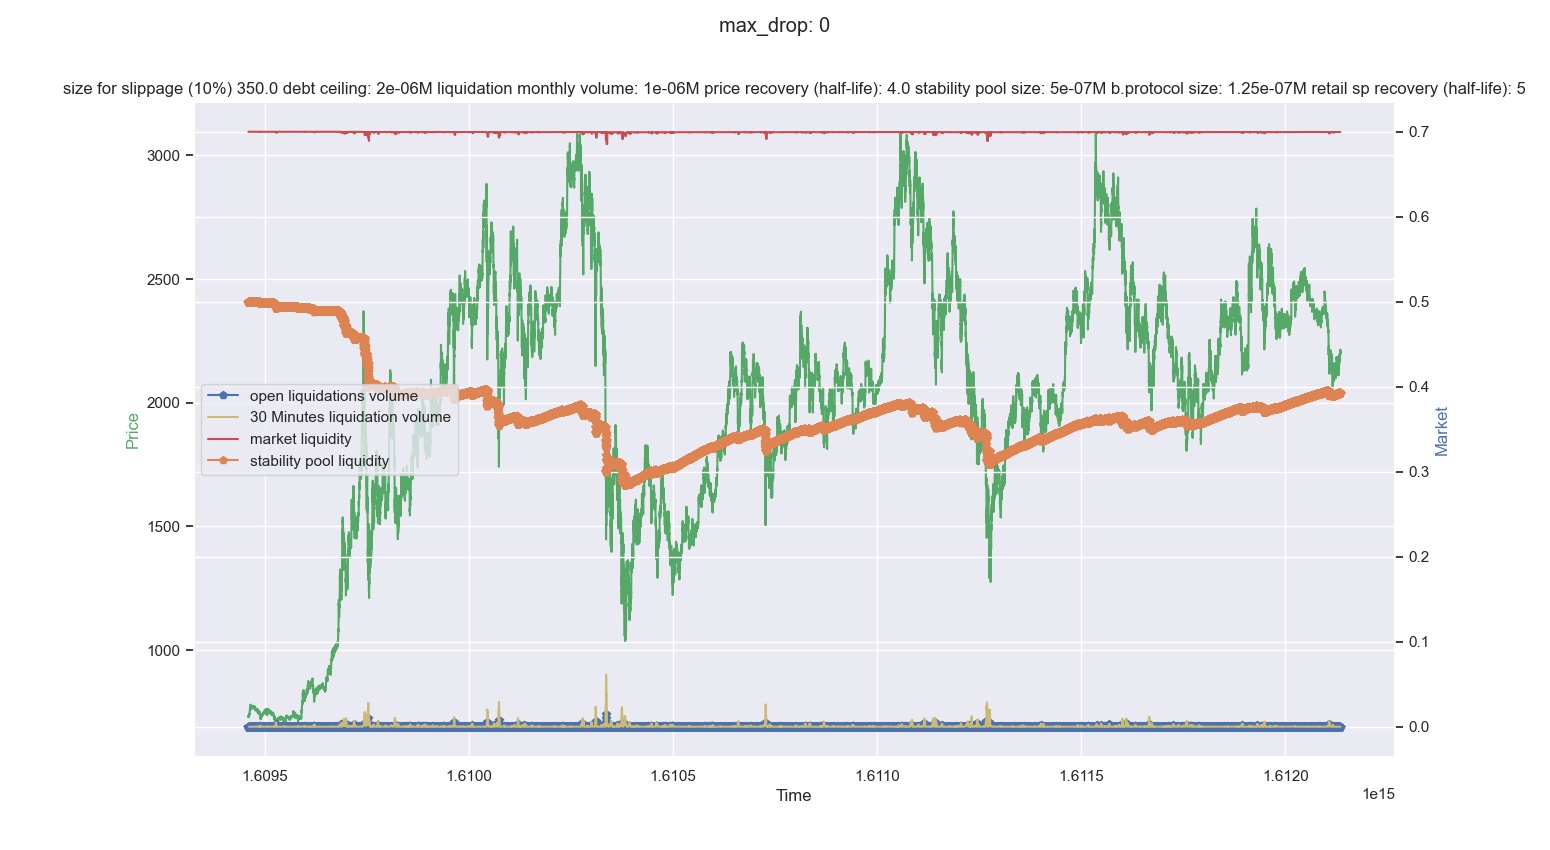 max_drop: 0
size for slippage (10%) 350.0 debt ceiling: 2e-06M liquidation monthly volume: 1e-06M price recovery (half-life): 4.0 stability pool size: 5e-07M b.protocol size: 1.25e-07M retail sp recovery (half-life): 5
3000
2500
2000
1500
1000
Price
open liquidations volume
30 Minutes liquidation volume
market liquidity
stability pool liquidity
0.7
0.6
0.5
0.4
0.3
0.2
0.1
0.0
Market
1.6095 1.6100 1.6105 1.6110 1.6115 1.6120
Time
1e15